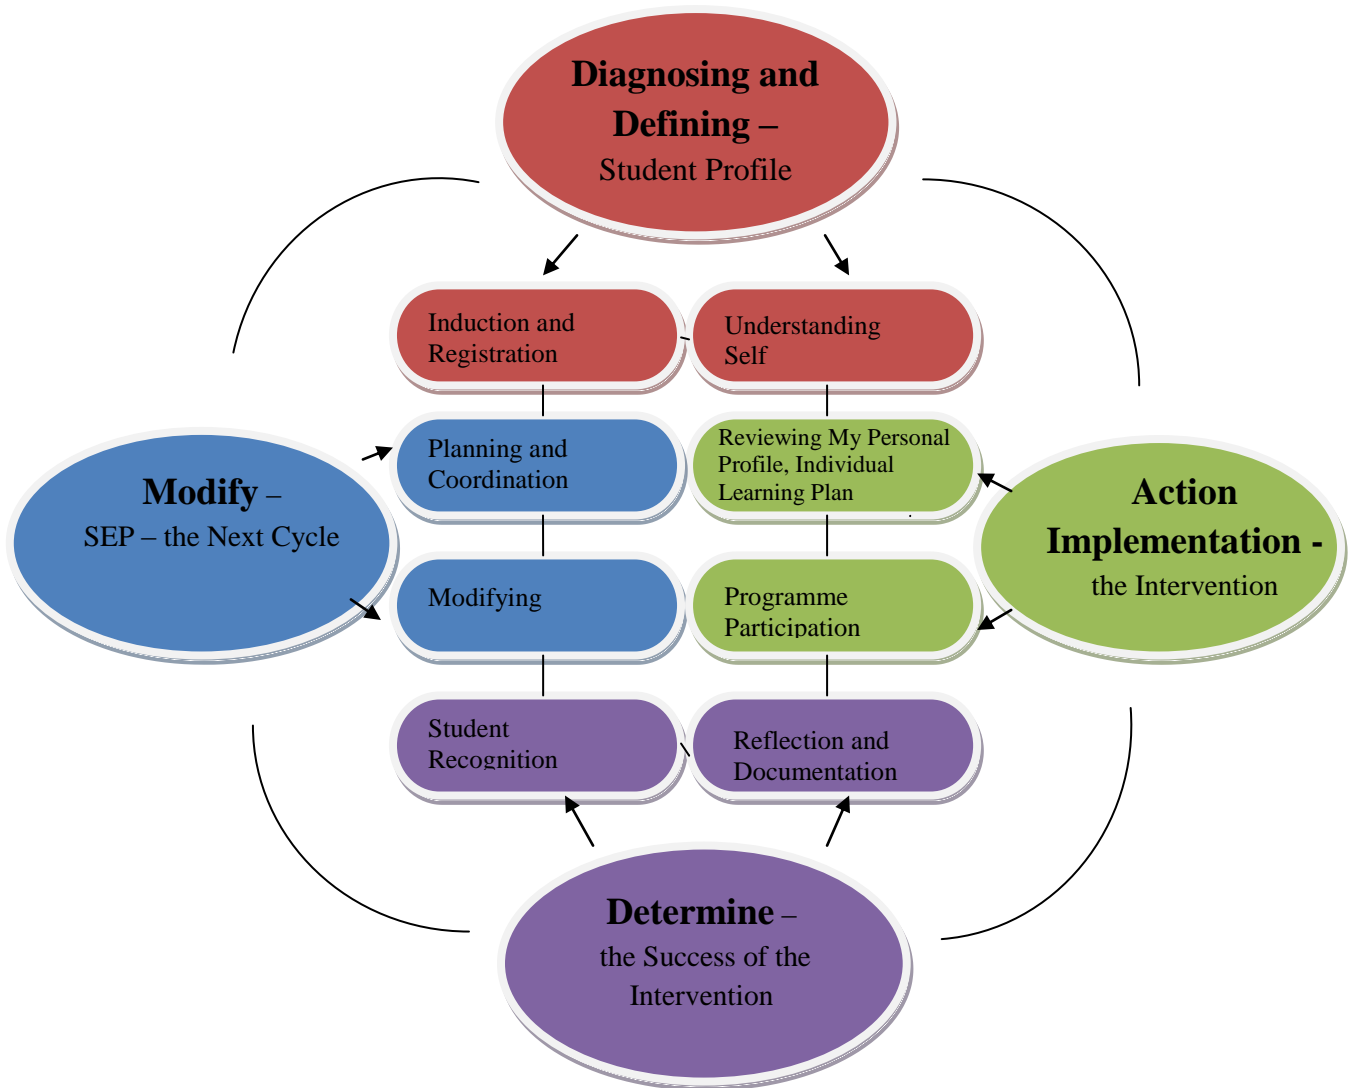 Diagnosing and
Defining –
Student Profile
Induction and
Registration
Understanding
Self
Planning and
Coordination
Reviewing My Personal
Profile, Individual
Learning Plan
.
Modify –
SEP – the Next Cycle
Action
Implementation -
the Intervention
Modifying
Programme
Participation
Student
Recognition
Reflection and
Documentation
Determine –
the Success of the
Intervention